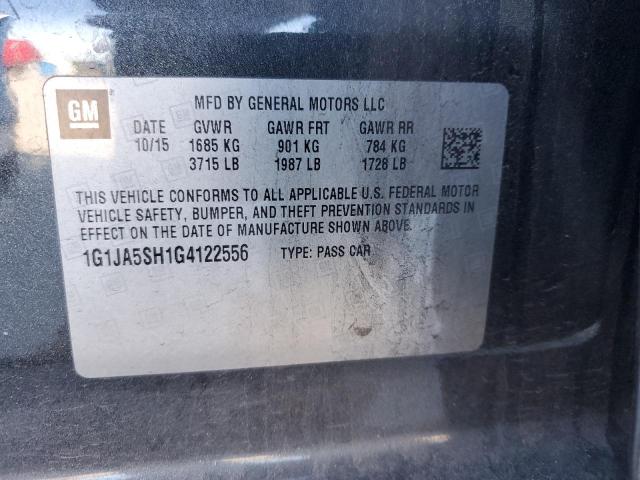 GM
MFD BY GENERAL MOTORS LLC
DATE GVWR GAWR FRT GAWR RR
10/15 1685 KG 901 KG 784 KG
3715 LB 1987 LB 1728 LB
THIS VEHICLE CONFORMS TO ALL APPLICABLE U.S. FEDERAL MOTOR
VEHICLE SAFETY, BUMPER, AND THEFT PREVENTION STANDARDS IN
EFFECT ON THE DATE OF MANUFACTURE SHOWN ABOVE.
1G1JA5SH1G4122556 TYPE: PASS CAR